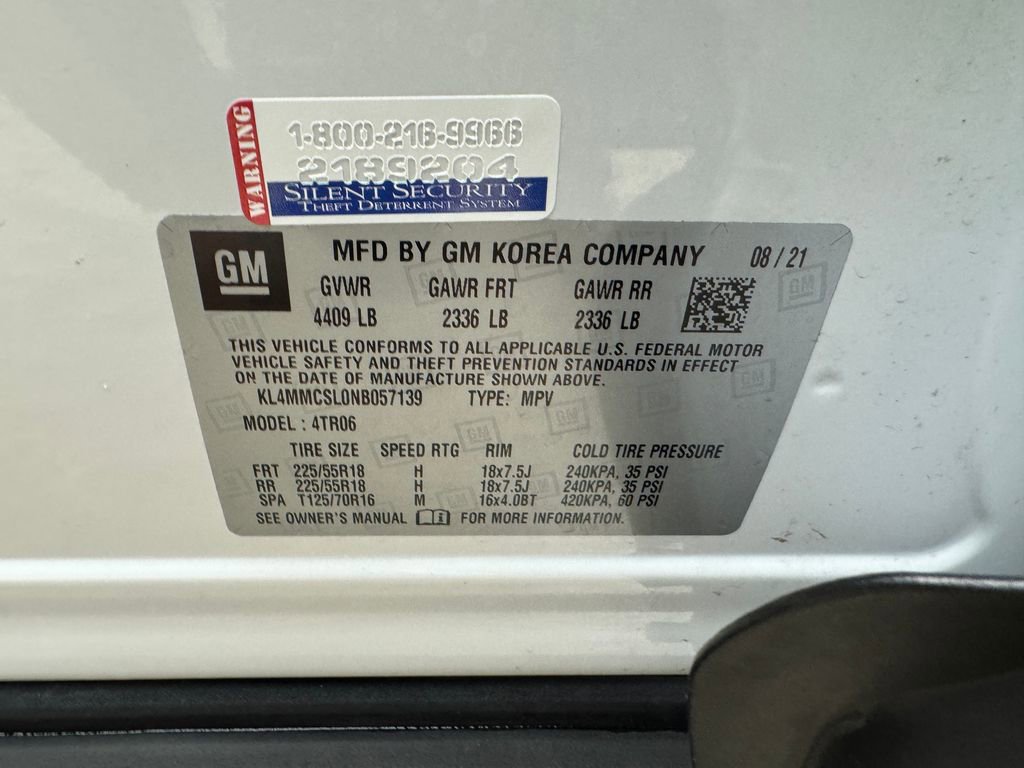 WARNING
1-800-216-9966
2189204
SILENT SECURITY
THEFT DETERRENT SYSTEM
GM MFD BY GM KOREA COMPANY 08/21
GVWR GAWR FRT GAWR RR
4409 LB 2336 LB 2336 LB
THIS VEHICLE CONFORMS TO ALL APPLICABLE U.S. FEDERAL MOTOR
VEHICLE SAFETY AND THEFT PREVENTION STANDARDS IN EFFECT
ON THE DATE OF MANUFACTURE SHOWN ABOVE.
KL4MMCSL0NB057139 TYPE: MPV
MODEL : 4TR06
TIRE SIZE SPEED RTG RIM COLD TIRE PRESSURE
FRT 225/55R18 H 18x7.5J 240KPA, 35 PSI
RR 225/55R18 H 18x7.5J 240KPA, 35 PSI
SPA T125/70R16 M 16x4.0BT 420KPA, 60 PSI
SEE OWNER'S MANUAL FOR MORE INFORMATION.